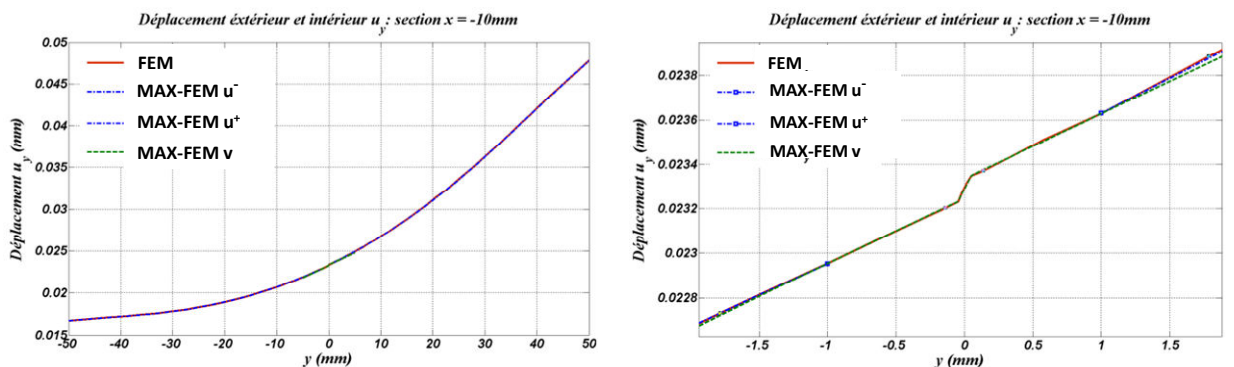 Déplacement éxtérieur et intérieur u_y: section x = -10mm
0.05
0.045
0.04
0.035
0.03
0.025
0.02
0.015
Déplacement u_y (mm)
FEM
MAX-FEM u⁻
MAX-FEM u⁺
MAX-FEM v
-50 -40 -30 -20 -10 0 10 20 30 40 50
y (mm)
Déplacement éxtérieur et intérieur u_y: section x = -10mm
0.0238
0.0236
0.0234
0.0232
0.023
0.0228
Déplacement u_y (mm)
FEM
MAX-FEM u⁻
MAX-FEM u⁺
MAX-FEM v
-1.5 -1 -0.5 0 0.5 1 1.5
y (mm)